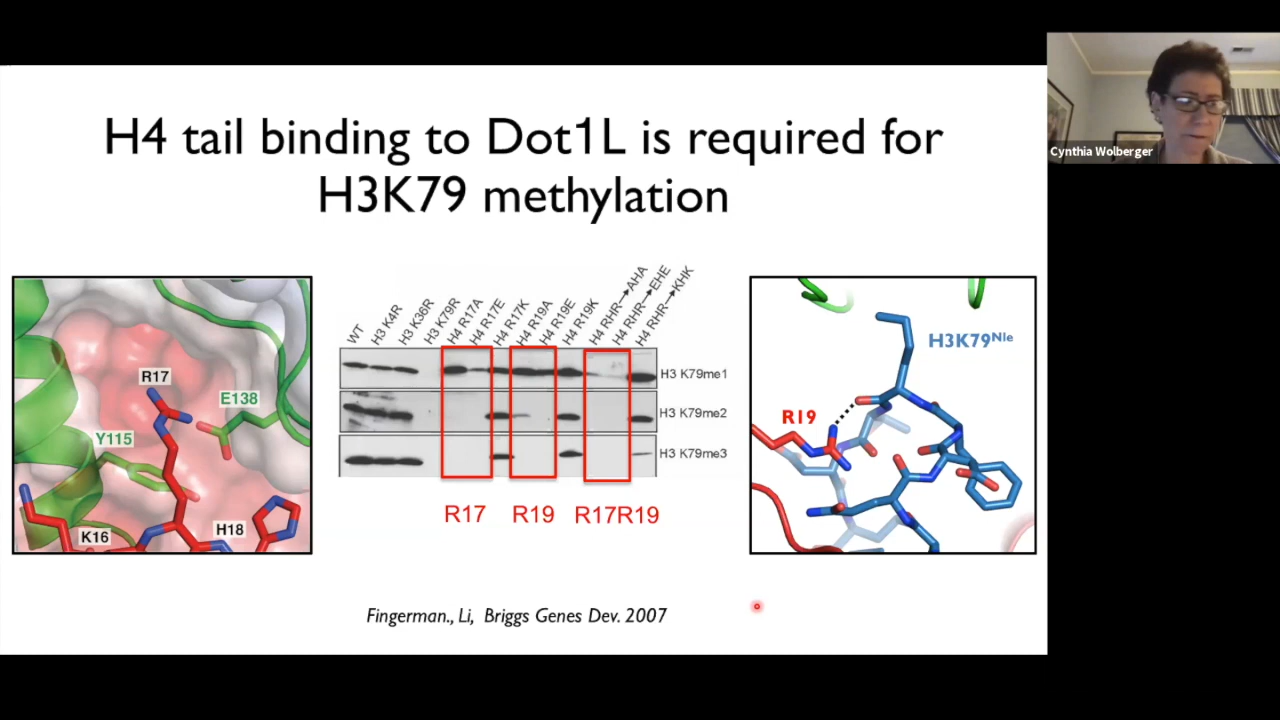 H4 tail binding to Dot1L is required for
H3K79 methylation
Cynthia Wolberger
R17
E138
Y115
K16
H18
WT
H3 K4R
H3 K36R
H3 K79R
H4 R17A
H4 R17E
H4 R17K
H4 R19A
H4 R19E
H4 R19K
H4 RHR→AHA
H4 RHR→EHE
H4 RHR→KHK
H3 K79me1
H3 K79me2
H3 K79me3
R17
R19
R17R19
H3K79Nle
R19
Fingerman., Li, Briggs Genes Dev. 2007